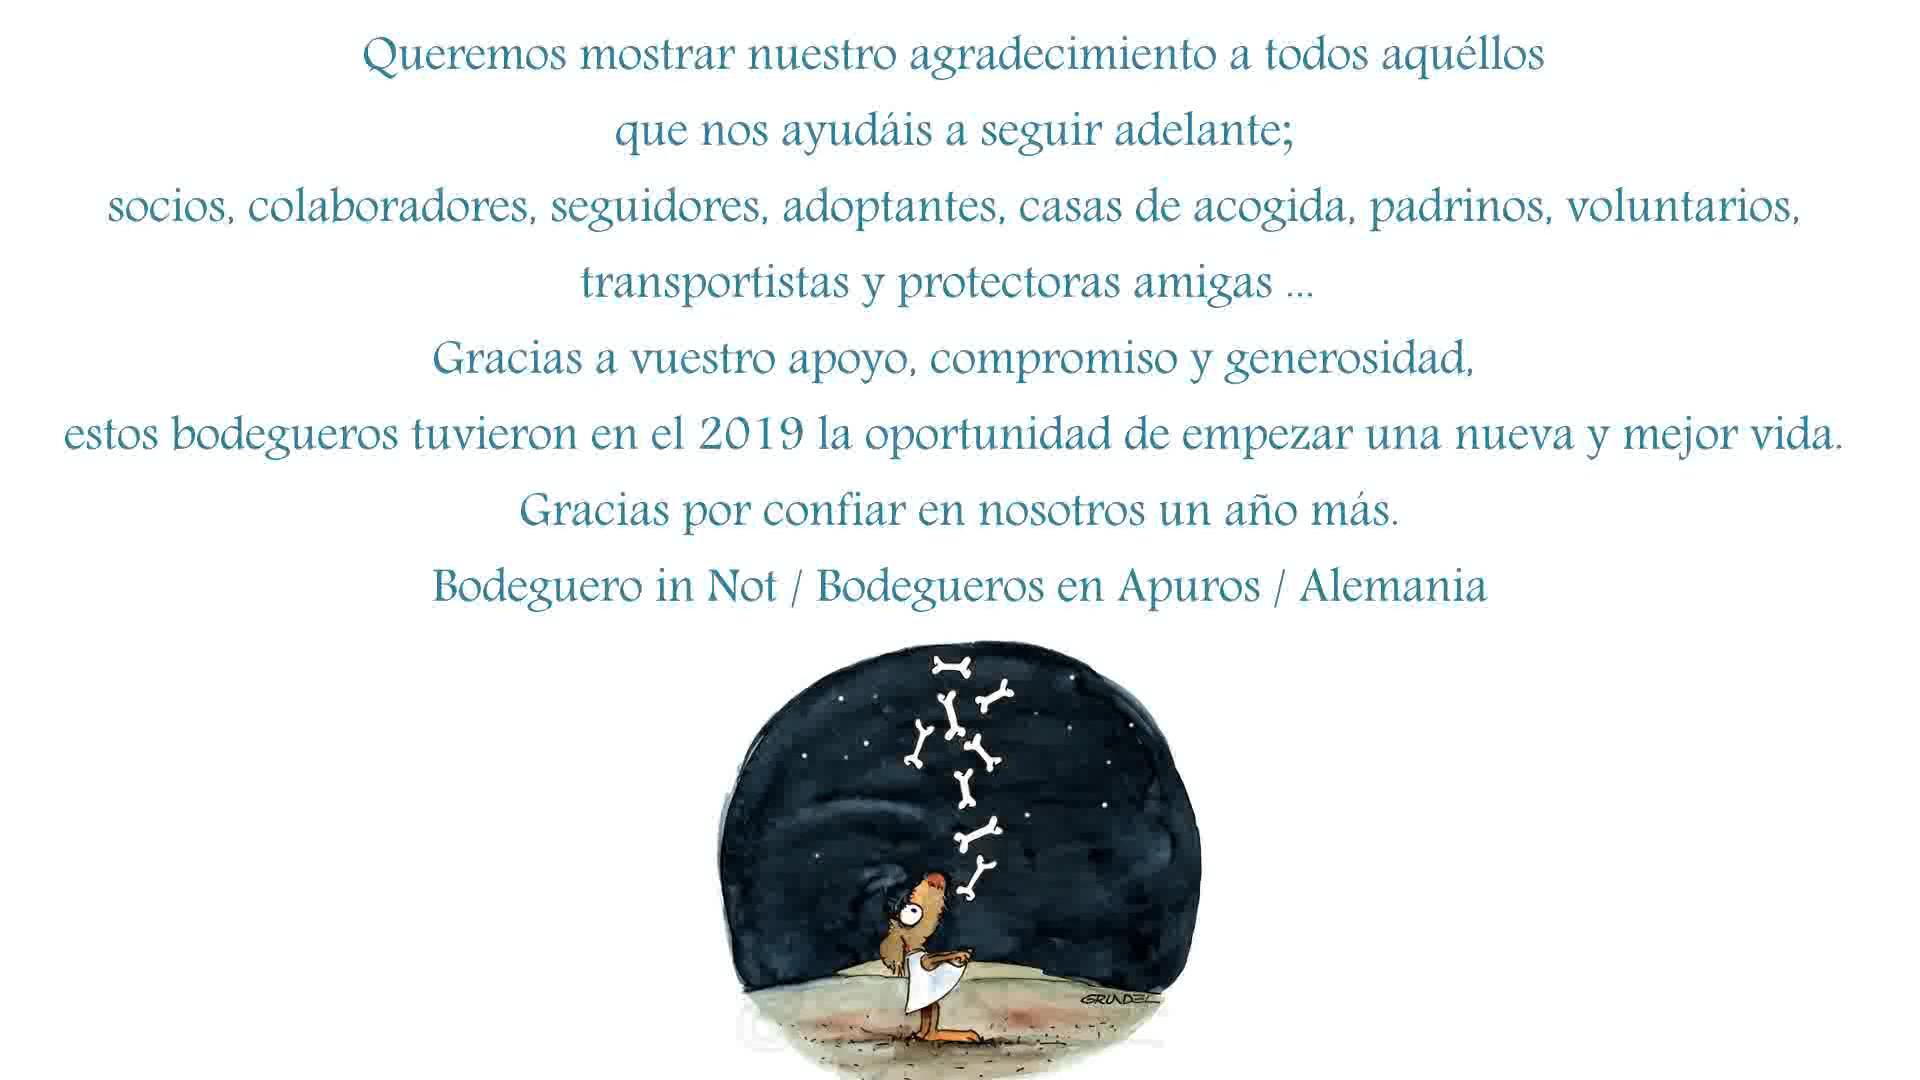 Queremos mostrar nuestro agradecimiento a todos aquéllos
que nos ayudáis a seguir adelante;
socios, colaboradores, seguidores, adoptantes, casas de acogida, padrinos, voluntarios,
transportistas y protectoras amigas ...
Gracias a vuestro apoyo, compromiso y generosidad,
estos bodegueros tuvieron en el 2019 la oportunidad de empezar una nueva y mejor vida.
Gracias por confiar en nosotros un año más.
Bodeguero in Not / Bodegueros en Apuros / Alemania
GRUDEL